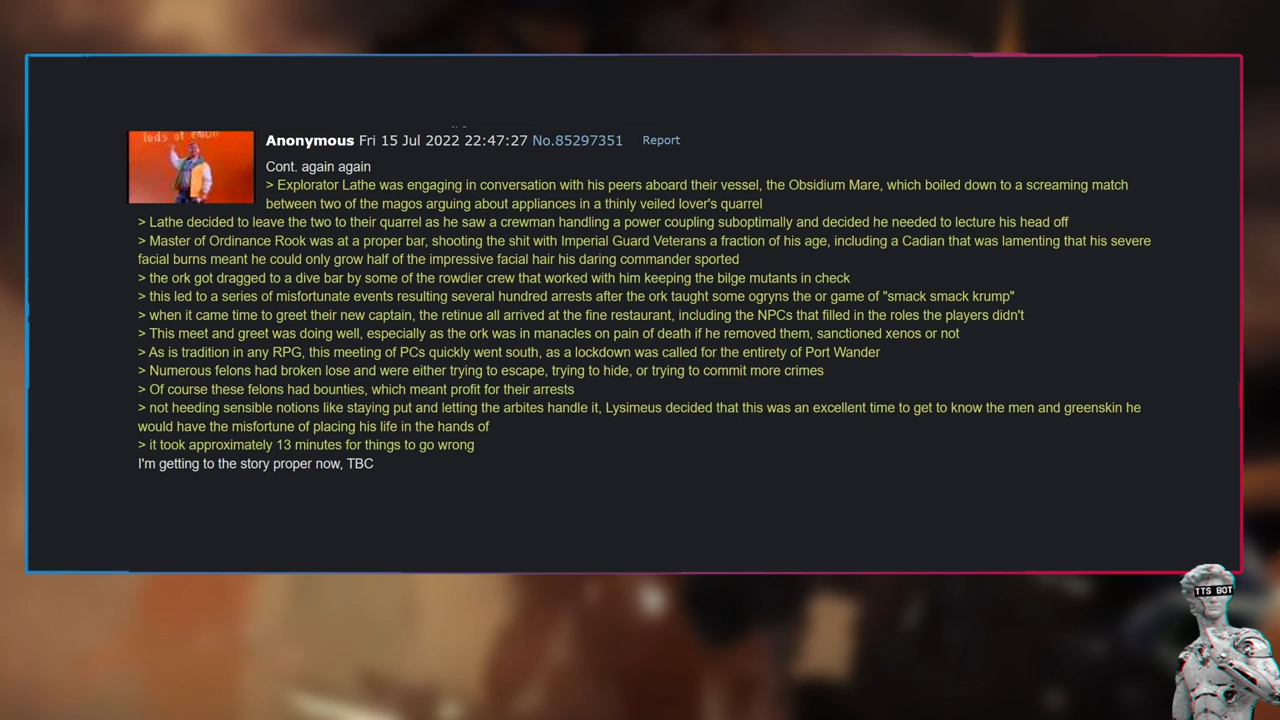 Tods of emon
Anonymous Fri 15 Jul 2022 22:47:27 No.85297351 Report
Cont. again again
> Explorator Lathe was engaging in conversation with his peers aboard their vessel, the Obsidium Mare, which boiled down to a screaming match
between two of the magos arguing about appliances in a thinly veiled lover's quarrel
> Lathe decided to leave the two to their quarrel as he saw a crewman handling a power coupling suboptimally and decided he needed to lecture his head off
> Master of Ordinance Rook was at a proper bar, shooting the shit with Imperial Guard Veterans a fraction of his age, including a Cadian that was lamenting that his severe
facial burns meant he could only grow half of the impressive facial hair his daring commander sported
> the ork got dragged to a dive bar by some of the rowdier crew that worked with him keeping the bilge mutants in check
> this led to a series of misfortunate events resulting several hundred arrests after the ork taught some ogryns the or game of "smack smack krump"
> when it came time to greet their new captain, the retinue all arrived at the fine restaurant, including the NPCs that filled in the roles the players didn't
> This meet and greet was doing well, especially as the ork was in manacles on pain of death if he removed them, sanctioned xenos or not
> As is tradition in any RPG, this meeting of PCs quickly went south, as a lockdown was called for the entirety of Port Wander
> Numerous felons had broken lose and were either trying to escape, trying to hide, or trying to commit more crimes
> Of course these felons had bounties, which meant profit for their arrests
> not heeding sensible notions like staying put and letting the arbites handle it, Lysimeus decided that this was an excellent time to get to know the men and greenskin he
would have the misfortune of placing his life in the hands of
> it took approximately 13 minutes for things to go wrong
I'm getting to the story proper now, TBC
TTS BOT